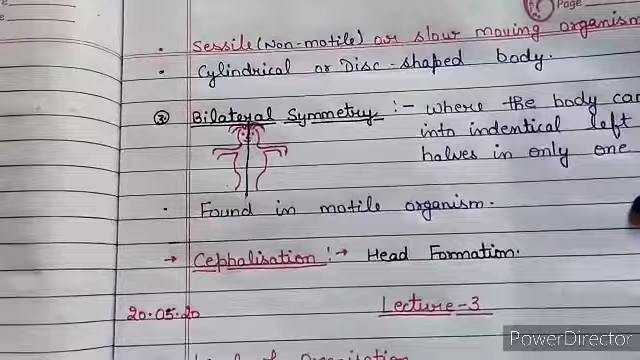 Page
• Sessile (Non-motile) or slow moving organism
• Cylindrical or Disc-shaped body.
② Bilateral Symmetry :- where the body can
into indentical left
halves in only one
• Found in motile organism.
→ Cephalisation :→ Head Formation.
20.05.20 Lecture-3
PowerDirector